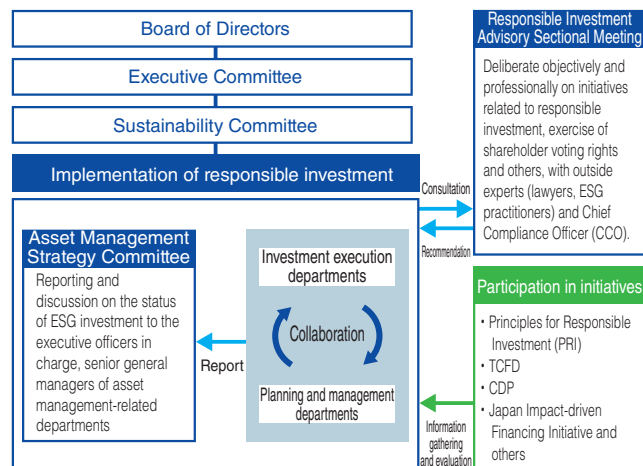 Board of Directors
Executive Committee
Sustainability Committee
Implementation of responsible investment
Asset Management
Strategy Committee
Reporting and
discussion on the status
of ESG investment to the
executive officers in
charge, senior general
managers of asset
management-related
departments
Report
Investment execution
departments
Collaboration
Planning and management
departments
Consultation
Recommendation
Responsible Investment
Advisory Sectional Meeting
Deliberate objectively and
professionally on initiatives
related to responsible
investment, exercise of
shareholder voting rights
and others, with outside
experts (lawyers, ESG
practitioners) and Chief
Compliance Officer (CCO).
Participation in initiatives
・Principles for Responsible
Investment (PRI)
・TCFD
・CDP
・Japan Impact-driven
Financing Initiative and
others
Information
gathering
and evaluation